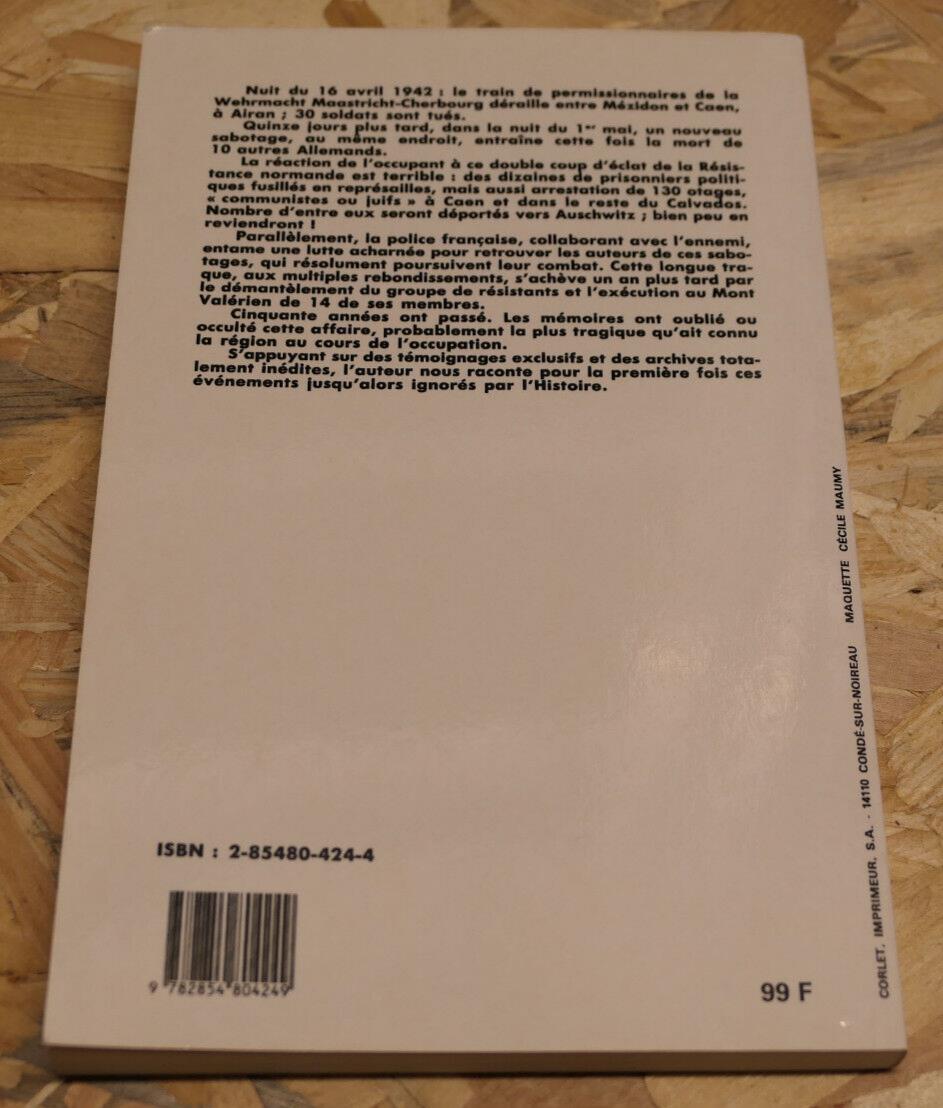 Nuit du 16 avril 1942 : le train de permissionnaires de la
Wehrmacht Maastricht-Cherbourg déraille entre Mézidon et Caen,
à Airan ; 30 soldats sont tués.
Quinze jours plus tard, dans la nuit du 1er mai, un nouveau
sabotage, au même endroit, entraîne cette fois la mort de
10 autres Allemands.
La réaction de l'occupant à ce double coup d'éclat de la Résis-
tance normande est terrible : des dizaines de prisonniers politi-
ques fusillés en représailles, mais aussi arrestation de 130 otages,
« communistes ou juifs » à Caen et dans le reste du Calvados.
Nombre d'entre eux seront déportés vers Auschwitz ; bien peu en
reviendront !
Parallèlement, la police française, collaborant avec l'ennemi,
entame une lutte acharnée pour retrouver les auteurs de ces sabo-
tages, qui résolument poursuivent leur combat. Cette longue tra-
que, aux multiples rebondissements, s'achève un an plus tard par
le démantèlement du groupe de résistants et l'exécution au Mont
Valérien de 14 de ses membres.
Cinquante années ont passé. Les mémoires ont oublié ou
occulté cette affaire, probablement la plus tragique qu'ait connu
la région au cours de l'occupation.
S'appuyant sur des témoignages exclusifs et des archives tota-
lement inédites, l'auteur nous raconte pour la première fois ces
événements jusqu'alors ignorés par l'Histoire.
ISBN : 2-85480-424-4
9 782854 804249
99 F
CORLET, IMPRIMEUR, S.A. - 14110 CONDÉ-SUR-NOIREAU MAQUETTE CÉCILE MAUMY